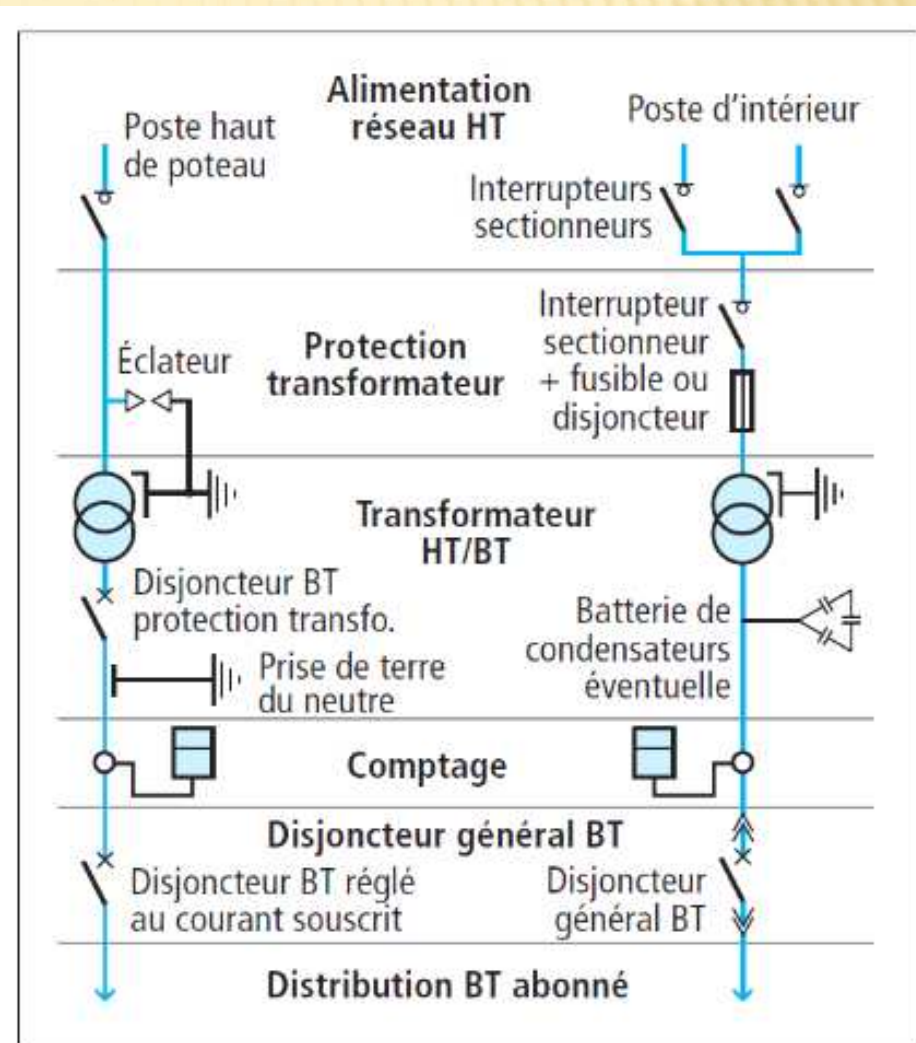 Alimentation
réseau HT
Poste haut
de poteau
Poste d'intérieur
Interrupteurs
sectionneurs
Éclateur
Protection
transformateur
Interrupteur
sectionneur
+ fusible ou
disjoncteur
Transformateur
HT/BT
Disjoncteur BT
protection transfo.
Prise de terre
du neutre
Batterie de
condensateurs
éventuelle
Comptage
Disjoncteur général BT
Disjoncteur BT réglé
au courant souscrit
Disjoncteur
général BT
Distribution BT abonné